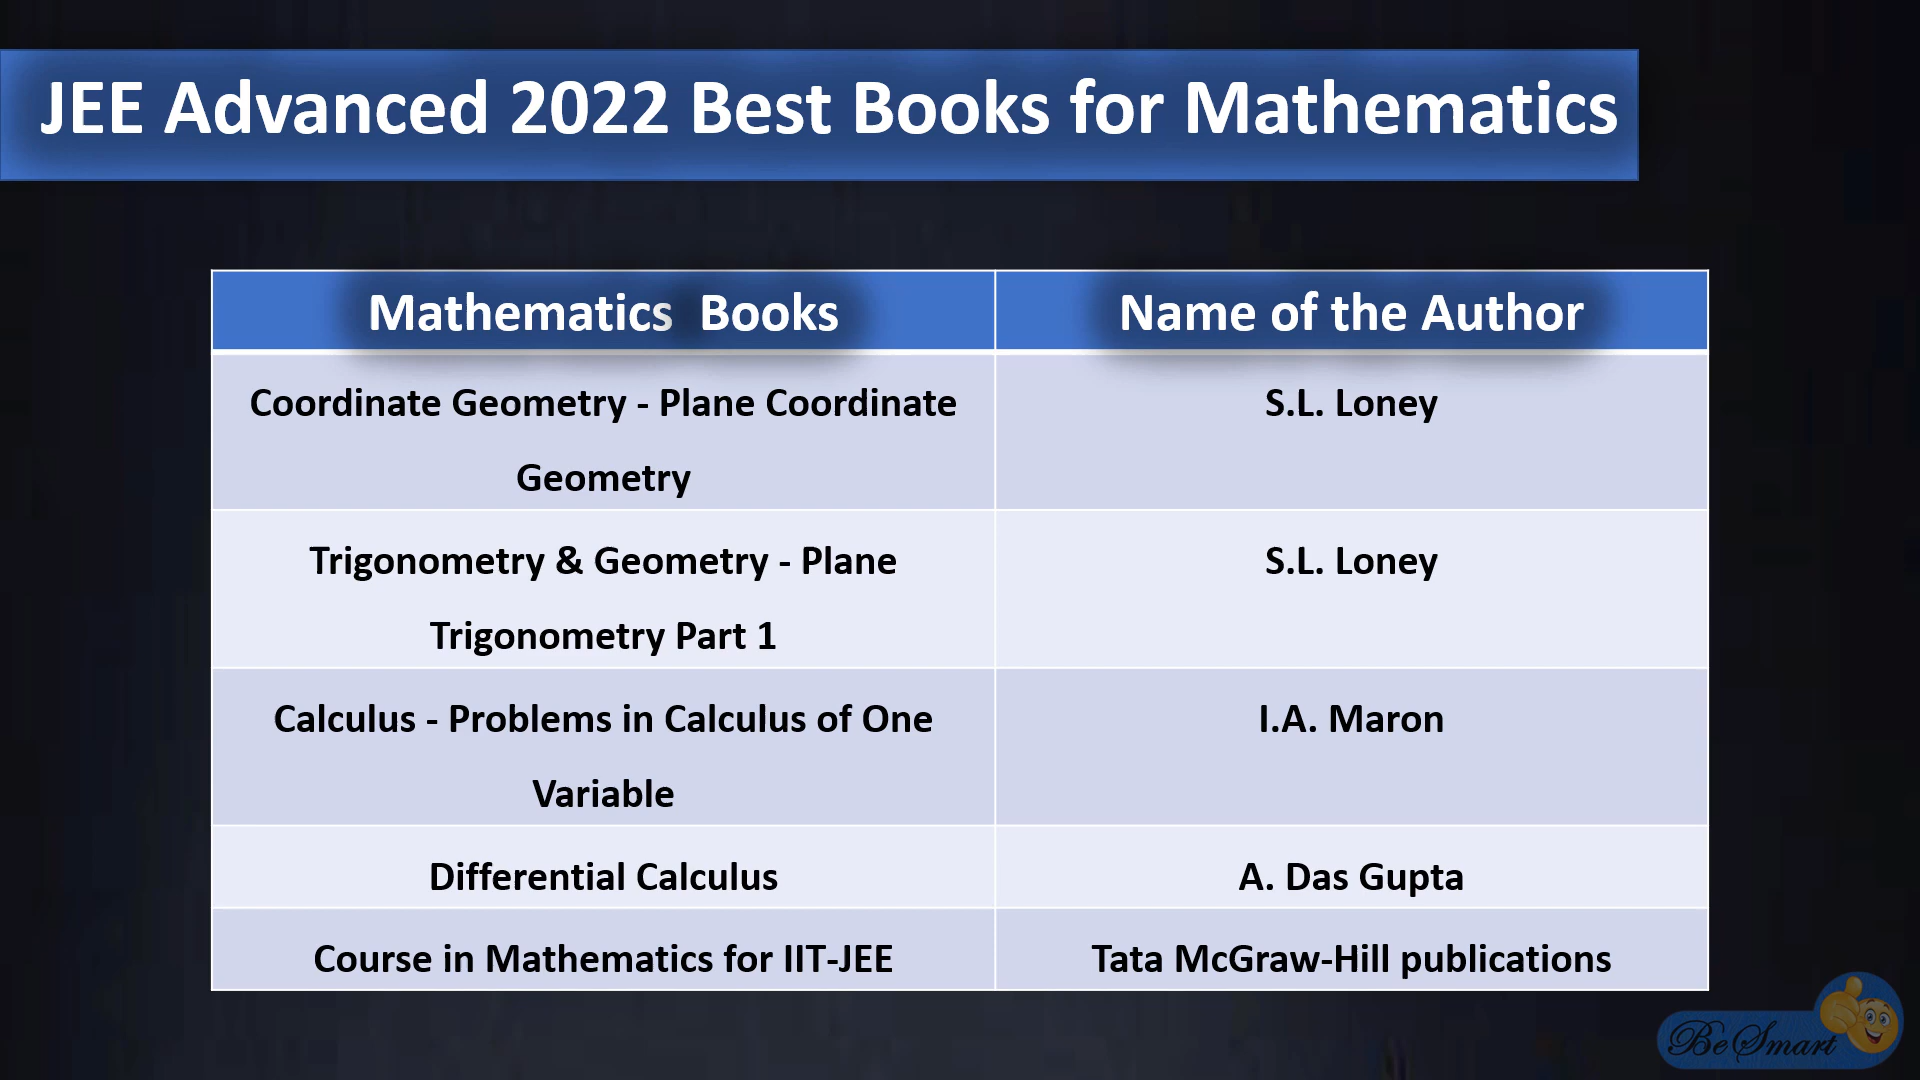 JEE Advanced 2022 Best Books for Mathematics
Mathematics Books
Name of the Author
Coordinate Geometry - Plane Coordinate
Geometry
S.L. Loney
Trigonometry & Geometry - Plane
Trigonometry Part 1
S.L. Loney
Calculus - Problems in Calculus of One
Variable
I.A. Maron
Differential Calculus
A. Das Gupta
Course in Mathematics for IIT-JEE
Tata McGraw-Hill publications
Be Smart